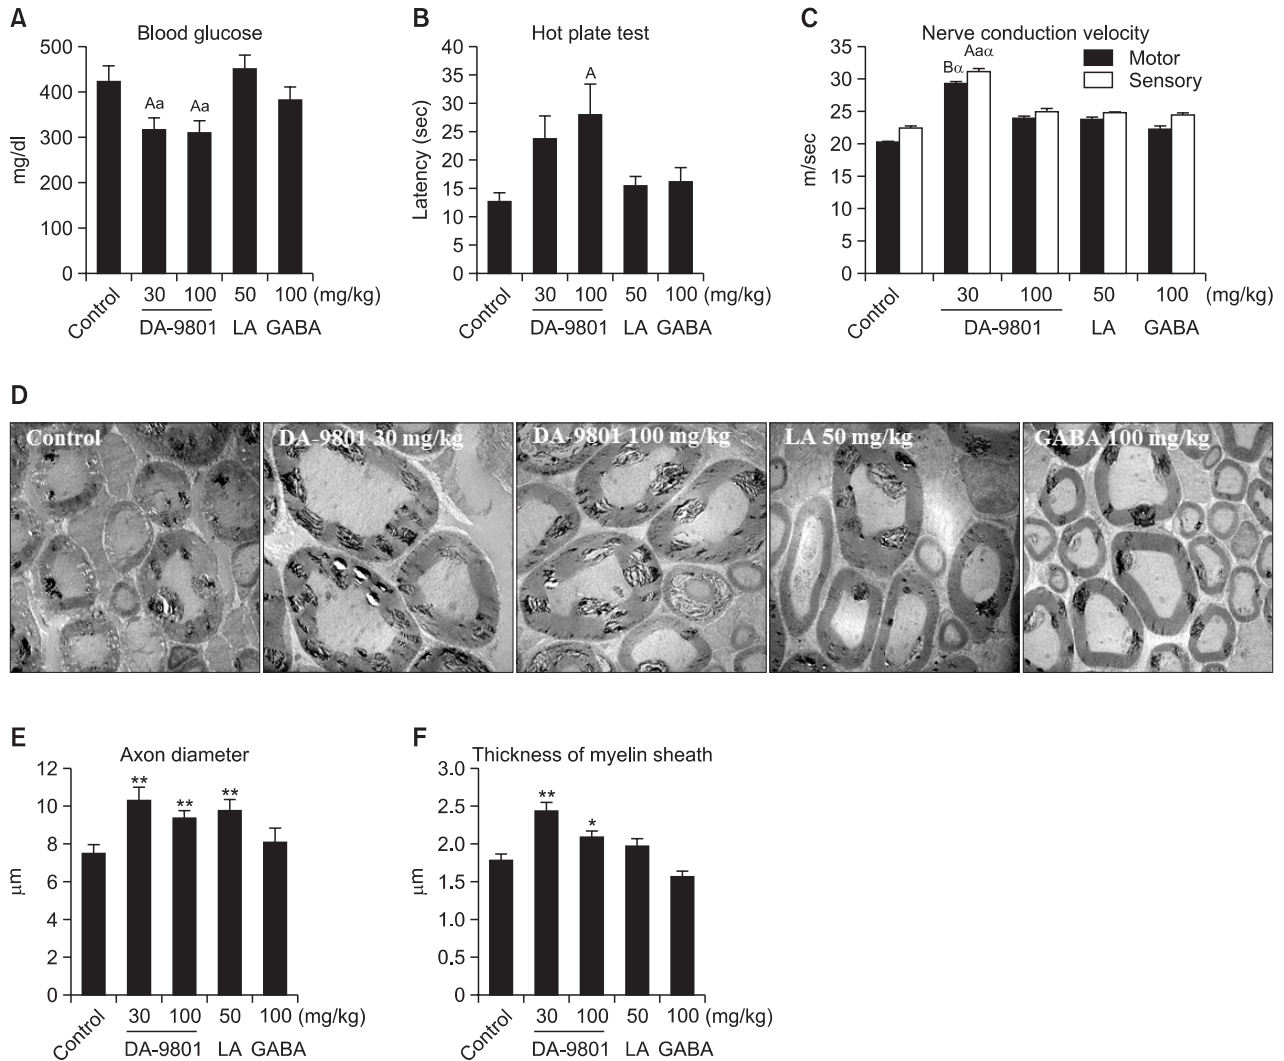 A
Blood glucose
500
400
300
200
100
0
mg/dl
Aa
Aa
Control
30
100
50
100
(mg/kg)
DA-9801
LA
GABA
B
Hot plate test
40
35
30
25
20
15
10
5
0
Latency (sec)
A
Control
30
100
50
100
(mg/kg)
DA-9801
LA
GABA
C
Nerve conduction velocity
35
30
25
20
15
10
5
0
m/sec
Bα
Aaα
Motor
Sensory
Control
30
100
50
100
(mg/kg)
DA-9801
LA
GABA
D
Control
DA-9801 30 mg/kg
DA-9801 100 mg/kg
LA 50 mg/kg
GABA 100 mg/kg
E
Axon diameter
12
10
8
6
4
2
0
μm
**
**
**
Control
30
100
50
100
(mg/kg)
DA-9801
LA
GABA
F
Thickness of myelin sheath
3.0
2.5
2.0
1.5
1.0
0.5
0
μm
**
*
Control
30
100
50
100
(mg/kg)
DA-9801
LA
GABA